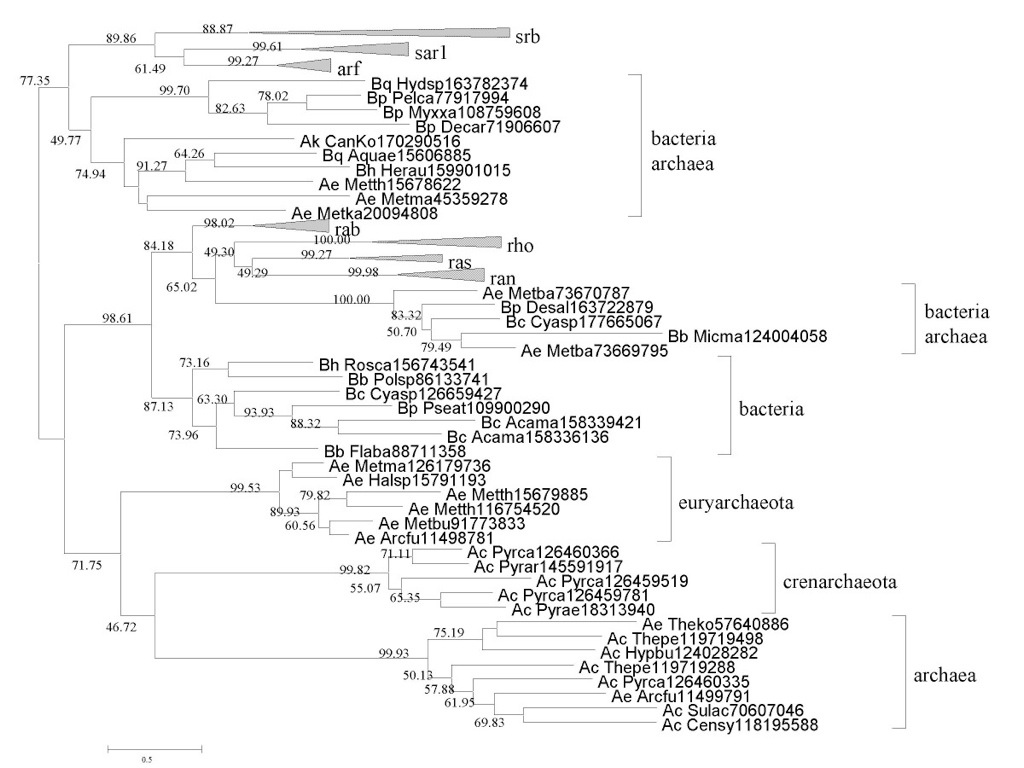 88.87
srb
89.86
99.61
sar1
99.27
61.49
arf
77.35
Bq Hydsp163782374
99.70
78.02
Bp Pelca77917994
82.63
Bp Myxxa108759608
Bp Decar71906607
49.77
Ak CanKo170290516
bacteria
archaea
64.26
Bq Aquae15606885
91.27
Bh Herau159901015
74.94
Ae Metth15678622
Ae Metma45359278
Ae Metka20094808
98.02
rab
84.18
100.00
rho
49.30
99.27
ras
49.29
99.98
ran
65.02
Ae Metba73670787
100.00
Bp Desal163722879
83.32
Bc Cyasp177665067
bacteria
archaea
98.61
50.70
Bb Micma124004058
79.49
Ae Metba73669795
73.16
Bh Rosca156743541
Bb Polsp86133741
63.30
Bc Cyasp126659427
87.13
93.93
Bp Pseat109900290
bacteria
88.32
Bc Acama158339421
73.96
Bc Acama158336136
Bb Flaba88711358
Ae Metma126179736
Ae Halsp15791193
99.53
79.82
Ae Metth15679885
euryarchaeota
89.93
Ae Metth116754520
60.56
Ae Metbu91773833
Ae Arcfu11498781
71.11
Ac Pyrca126460366
71.75
99.82
Ac Pyrar145591917
55.07
Ac Pyrca126459519
crenarchaeota
65.35
Ac Pyrca126459781
Ac Pyrae18313940
46.72
75.19
Ae Theko57640886
Ac Thepe119719498
99.93
Ac Hypbu124028282
50.13
Ac Thepe119719288
57.88
Ac Pyrca126460335
archaea
61.95
Ae Arcfu11499791
69.83
Ac Sulac70607046
Ac Censy118195588
0.5